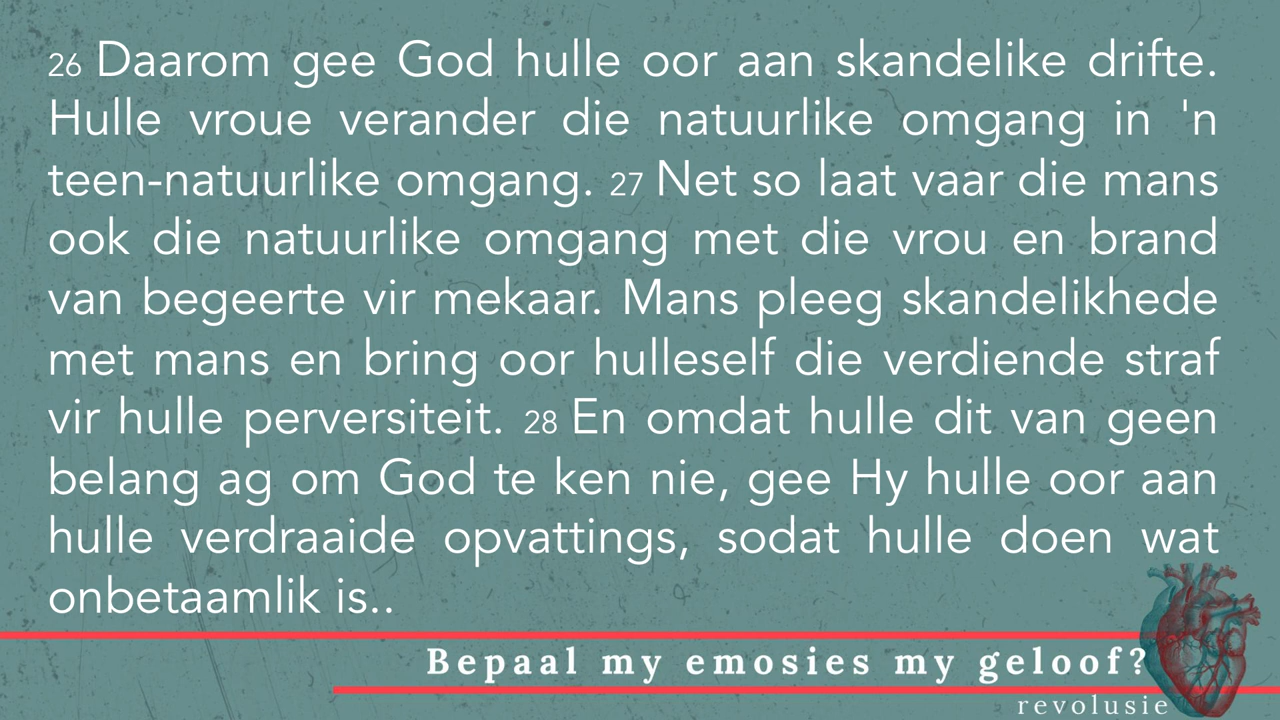 26 Daarom gee God hulle oor aan skandelike drifte.
Hulle vroue verander die natuurlike omgang in 'n
teen-natuurlike omgang. 27 Net so laat vaar die mans
ook die natuurlike omgang met die vrou en brand
van begeerte vir mekaar. Mans pleeg skandelikhede
met mans en bring oor hulleself die verdiende straf
vir hulle perversiteit. 28 En omdat hulle dit van geen
belang ag om God te ken nie, gee Hy hulle oor aan
hulle verdraaide opvattings, sodat hulle doen wat
onbetaamlik is..
Bepaal my emosies my geloof?
revolusie